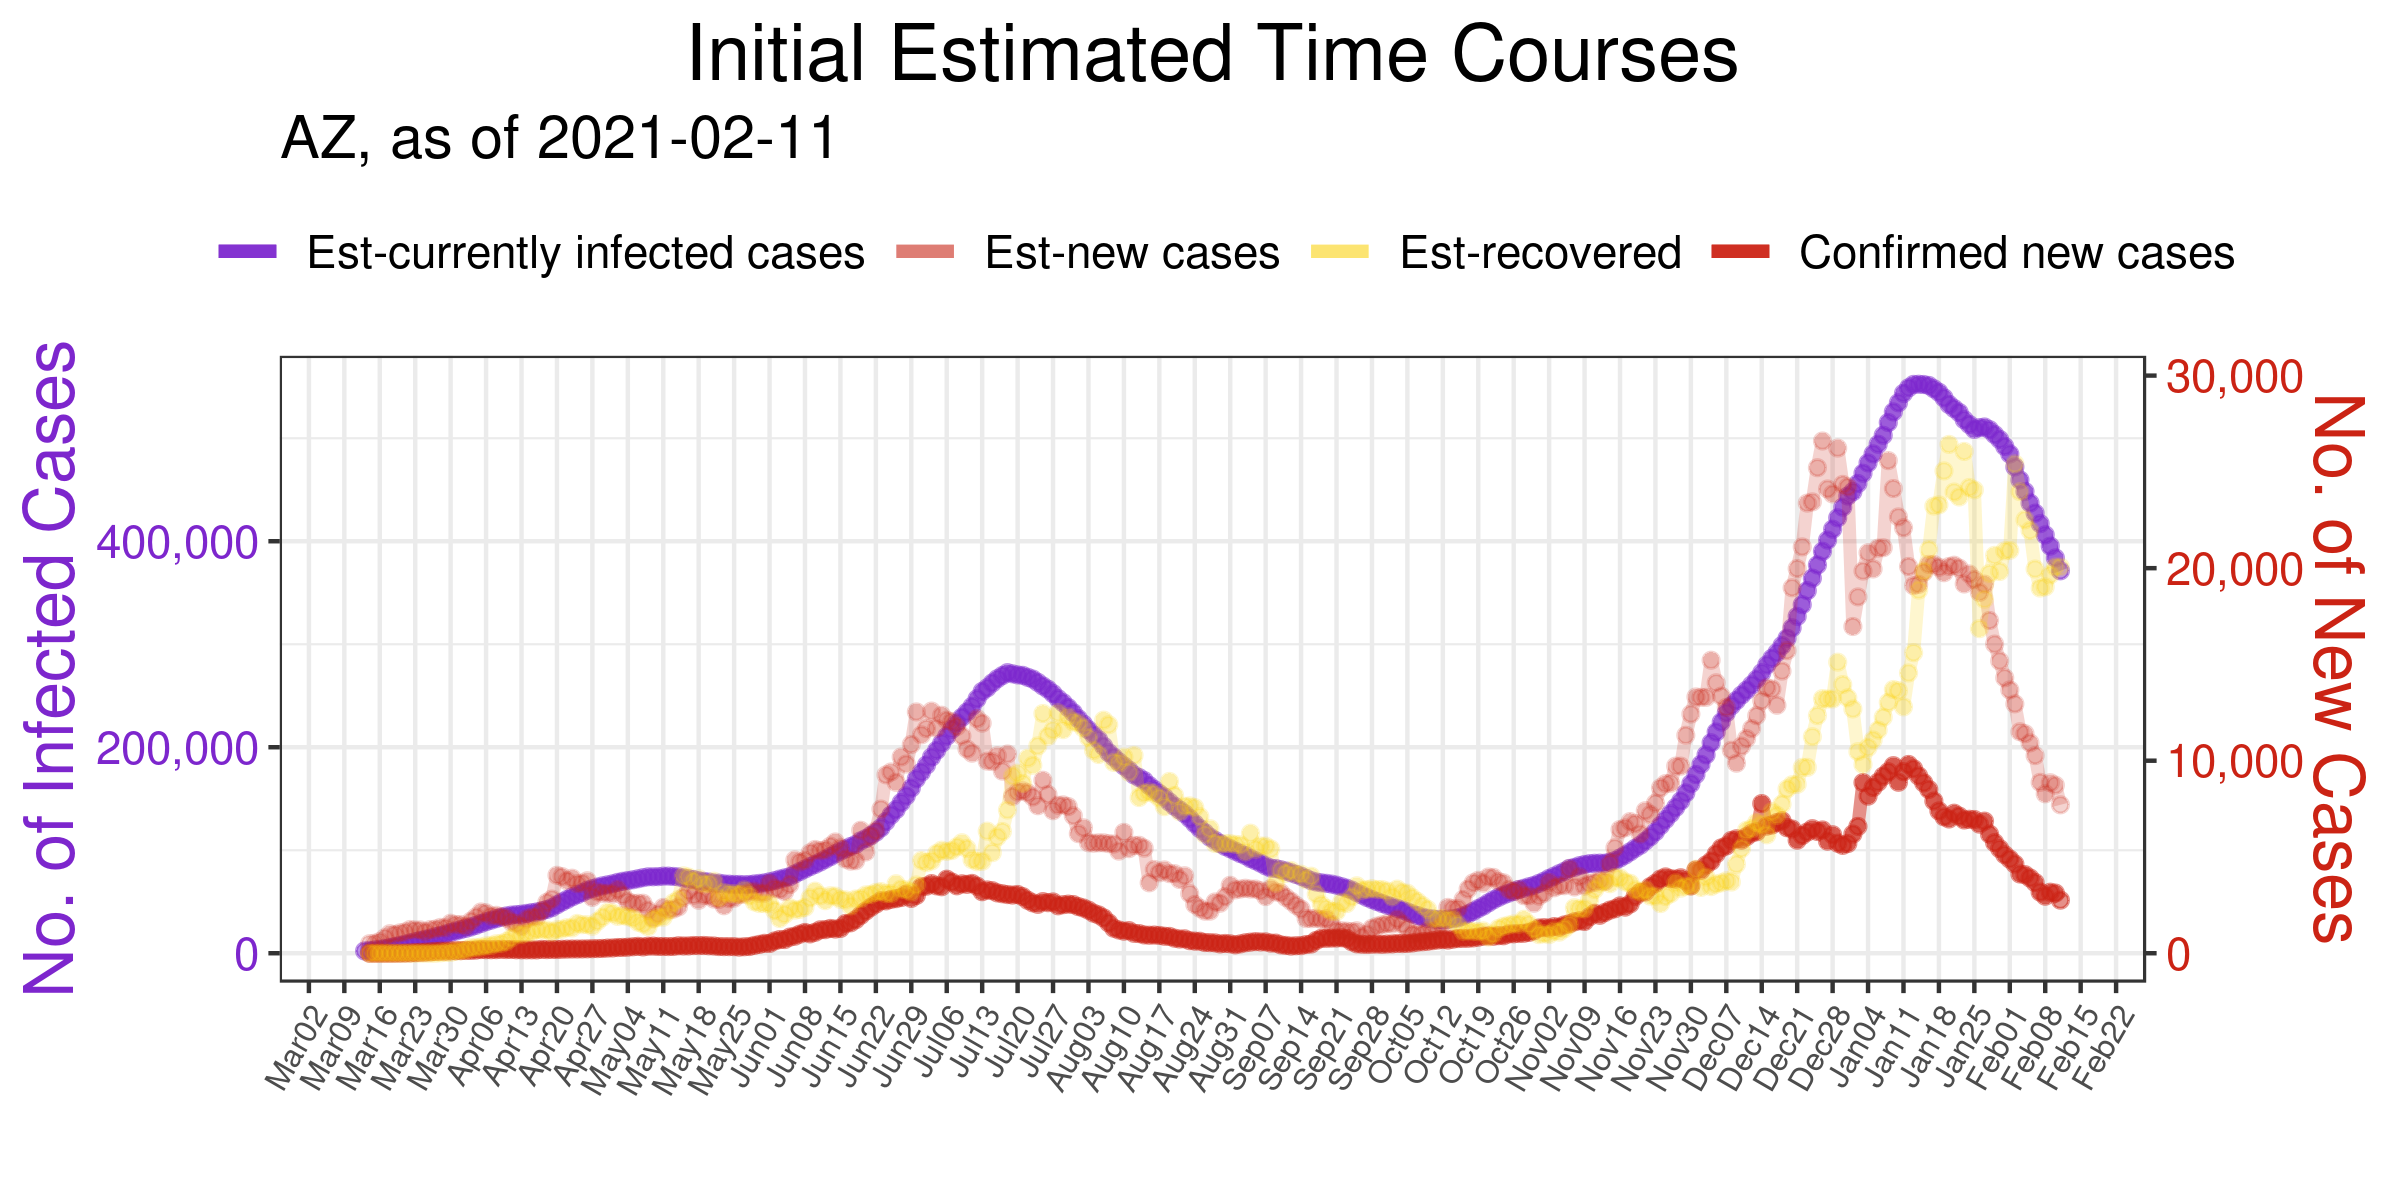 Initial Estimated Time Courses
AZ, as of 2021-02-11
Est-currently infected cases
Est-new cases
Est-recovered
Confirmed new cases
No. of Infected Cases
400,000
200,000
0
30,000
20,000
10,000
0
No. of New Cases
Mar02
Mar09
Mar16
Mar23
Mar30
Apr06
Apr13
Apr20
Apr27
May04
May11
May18
May25
Jun01
Jun08
Jun15
Jun22
Jun29
Jul06
Jul13
Jul20
Jul27
Aug03
Aug10
Aug17
Aug24
Aug31
Sep07
Sep14
Sep21
Sep28
Oct05
Oct12
Oct19
Oct26
Nov02
Nov09
Nov16
Nov23
Nov30
Dec07
Dec14
Dec21
Dec28
Jan04
Jan11
Jan18
Jan25
Feb01
Feb08
Feb15
Feb22